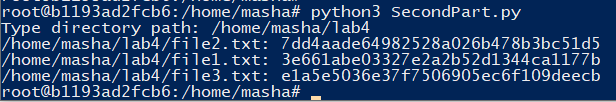 root@b1193ad2fcb6:/home/masha# python3 SecondPart.py
Type directory path: /home/masha/lab4
/home/masha/lab4/file2.txt: 7dd4aade64982528a026b478b3bc51d5
/home/masha/lab4/file1.txt: 3e661abe03327e2a2b52d1344ca1177b
/home/masha/lab4/file3.txt: e1a5e5036e37f7506905ec6f109deecb
root@b1193ad2fcb6:/home/masha#